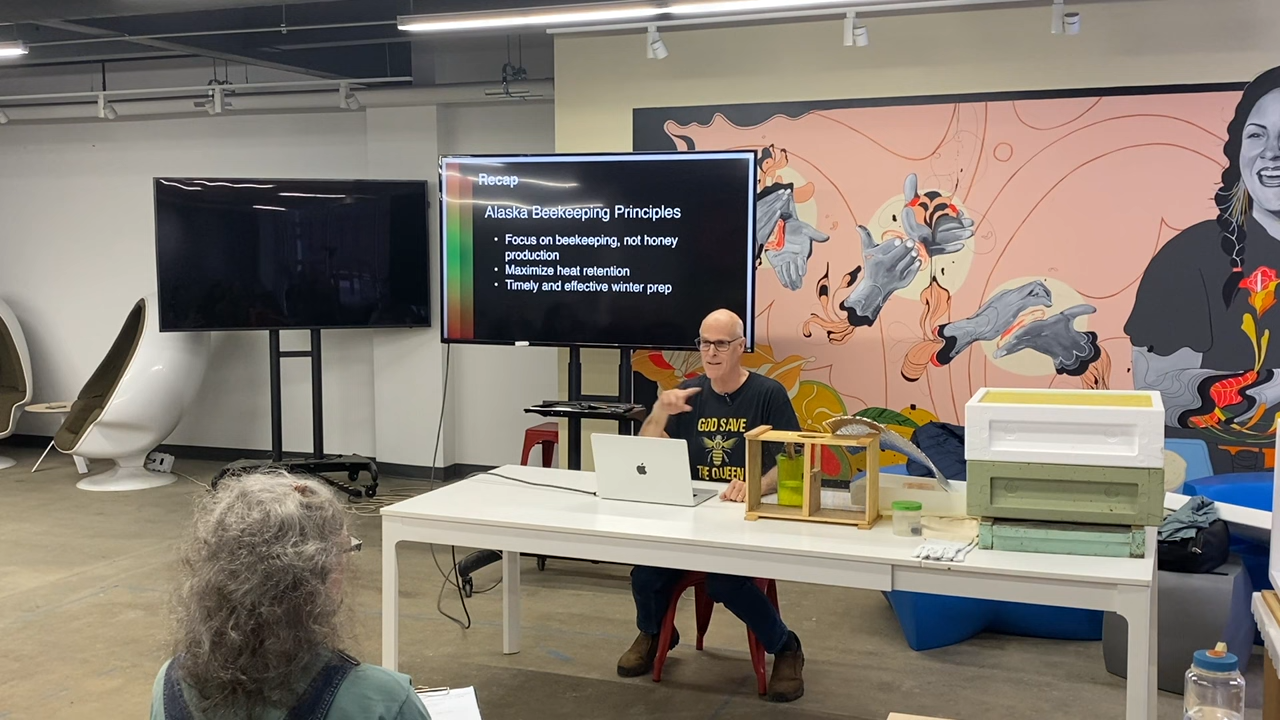 Recap
Alaska Beekeeping Principles
• Focus on beekeeping, not honey
production
• Maximize heat retention
• Timely and effective winter prep
GOD SAVE
THE QUEEN